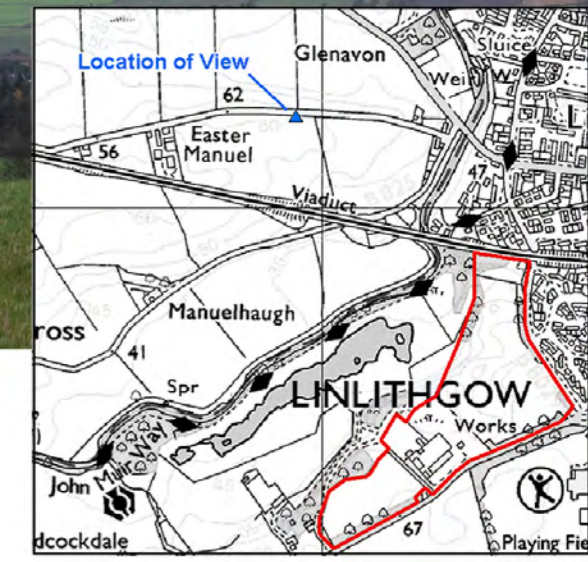 Glenavon
Sluice
Location of View
Weir
W
62
L
Easter
Manuel
56
47
Viaduct
Manuelhaugh
ross
41
Spr
LINLITHGOW
Works
John Muir Way
67
dcockdale
Playing Fie